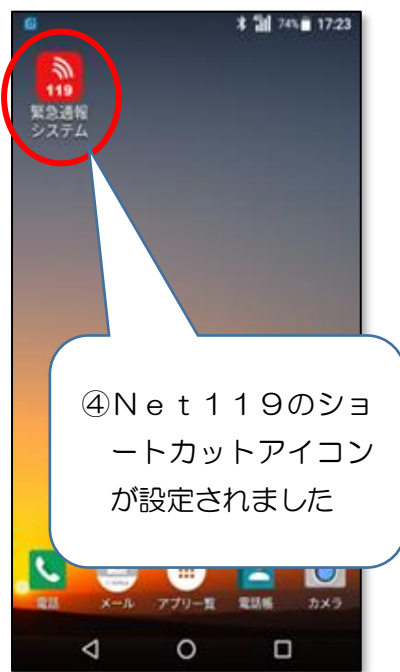 74% 17:23
119
緊急通報
システム
④Ｎｅｔ１１９のショ
ートカットアイコン
が設定されました
電話 メール アプリ一覧 電話帳 カメラ